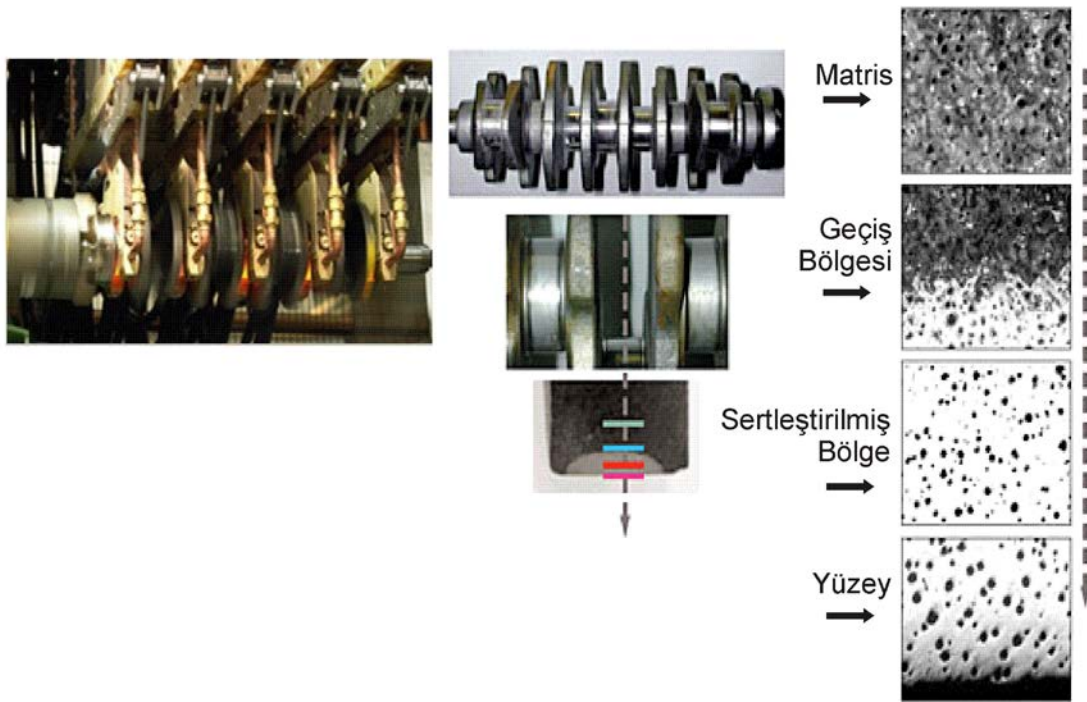 Matris
Geçiş
Bölgesi
Sertleştirilmiş
Bölge
Yüzey